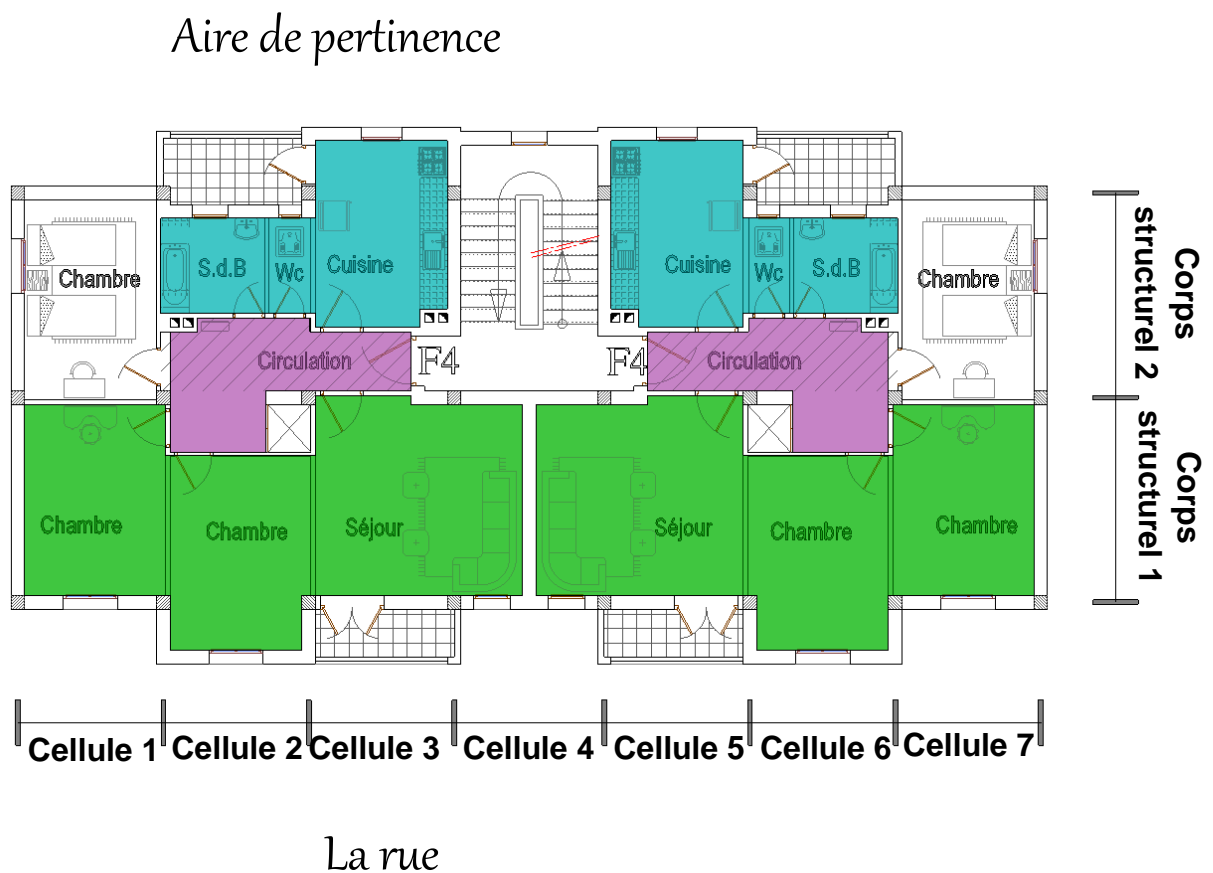 Aire de pertinence
Chambre
S.d.B
Wc
Cuisine
Cuisine
Wc
S.d.B
Chambre
Circulation
F4
F4
Circulation
Chambre
Chambre
Séjour
Séjour
Chambre
Chambre
Corps
structurel 2
Corps
structurel 1
Cellule 1
Cellule 2
Cellule 3
Cellule 4
Cellule 5
Cellule 6
Cellule 7
La rue